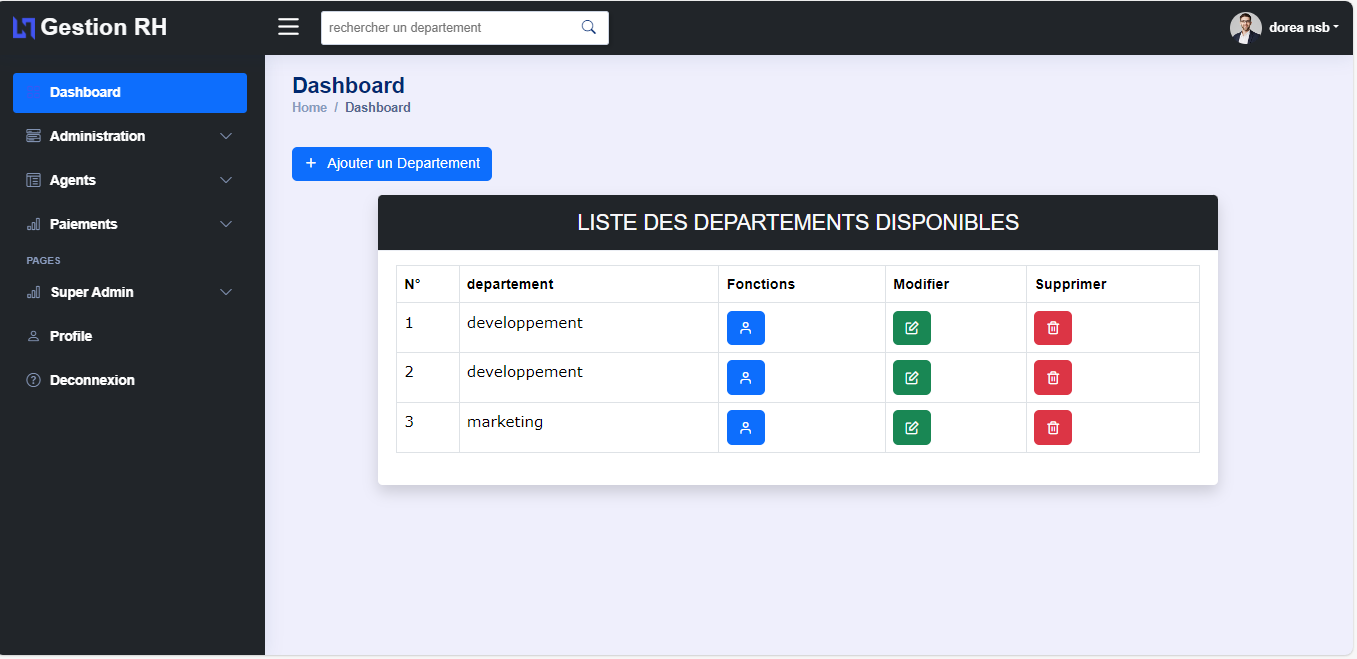 Gestion RH
rechercher un departement
dorea nsb
Dashboard
Administration
Agents
Paiements
PAGES
Super Admin
Profile
Deconnexion
Dashboard
Home / Dashboard
+ Ajouter un Departement
LISTE DES DEPARTEMENTS DISPONIBLES
N° departement Fonctions Modifier Supprimer
1 developpement
2 developpement
3 marketing